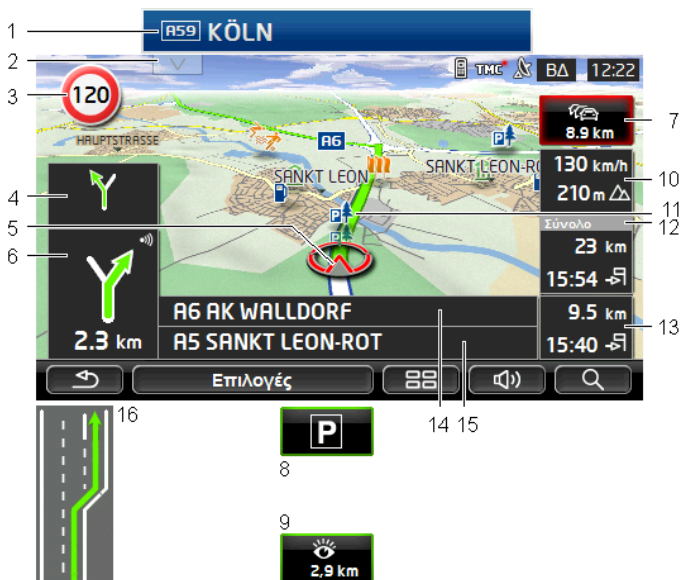 1
A59 KÖLN
2
TMC ΒΔ 12:22
3
120
7
8.9 km
HAUPTSTRASSE
A6
P
SANKT LEON
SANKT LEON-RO
130 km/h
10
210 m
4
11
P
12
5
P
Σύνολο
23 km
6
15:54
A6 AK WALLDORF
9.5 km
13
2.3 km
A5 SANKT LEON-ROT
15:40
Επιλογές
16
14 15
P
8
9
2,9 km